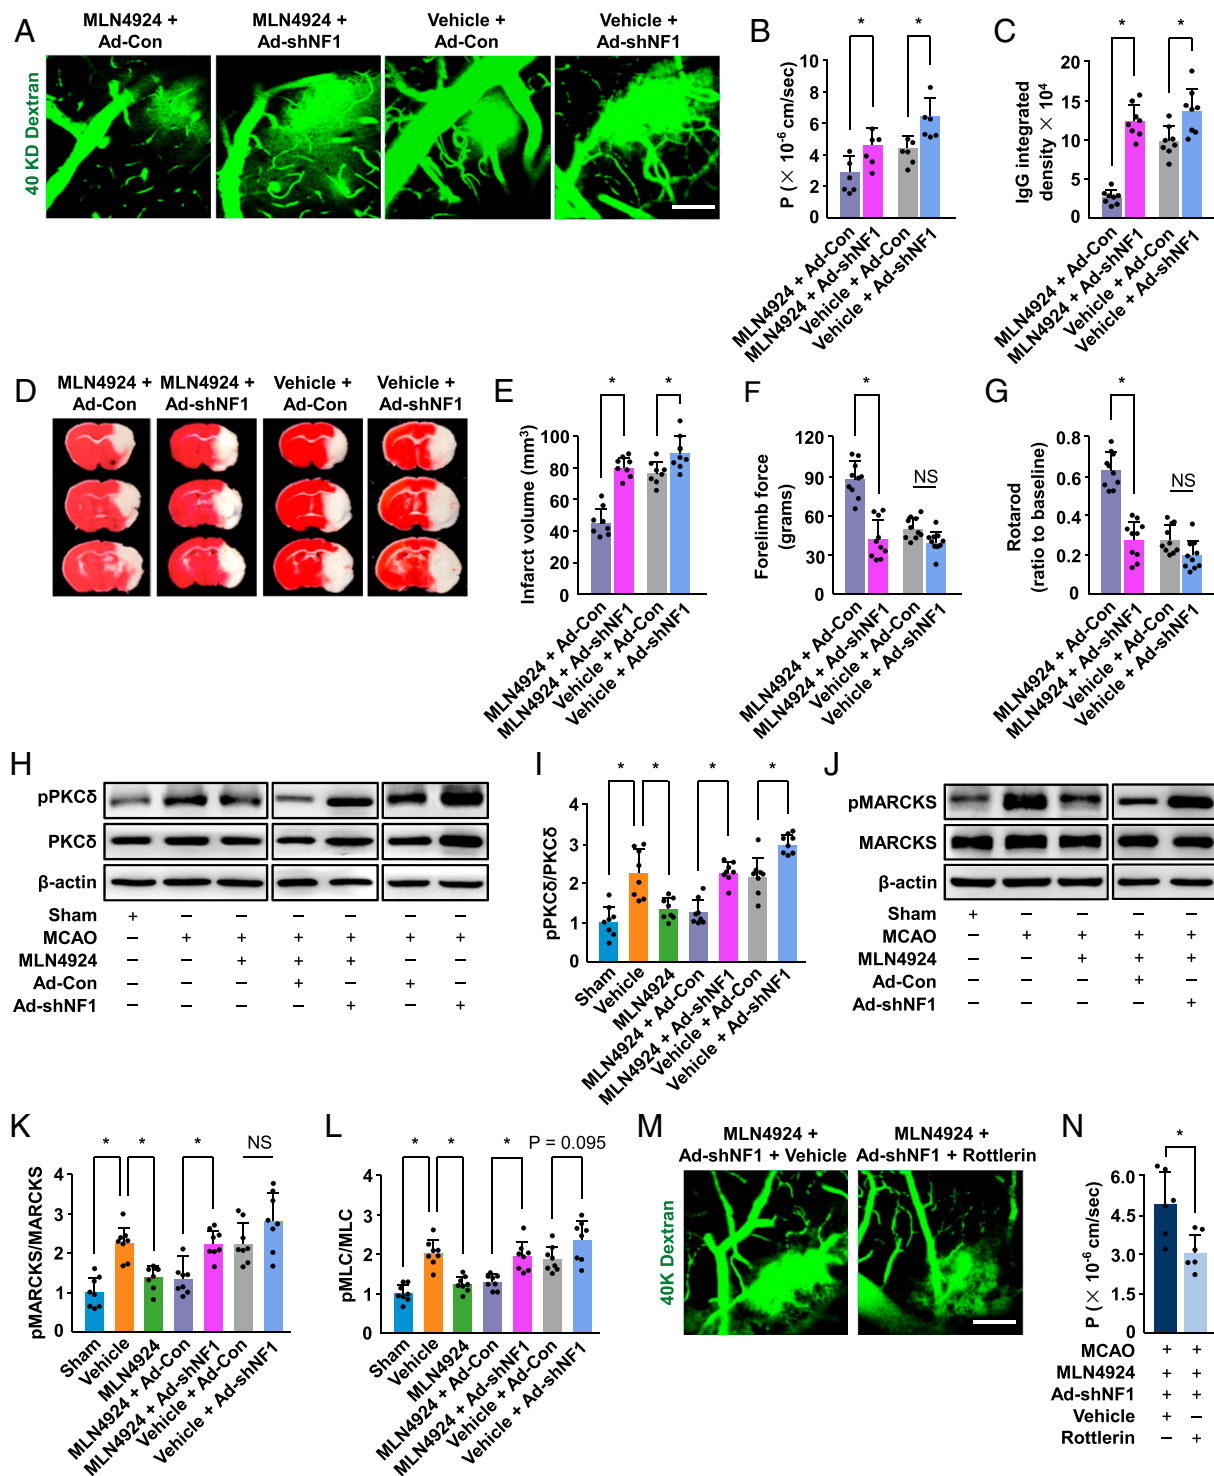 A
MLN4924 +
Ad-Con
MLN4924 +
Ad-shNF1
Vehicle +
Ad-Con
Vehicle +
Ad-shNF1
40 KD Dextran
B
*
*
P (× 10⁻⁶ cm/sec)
10
8
6
4
2
0
MLN4924 + Ad-Con
MLN4924 + Ad-shNF1
Vehicle + Ad-Con
Vehicle + Ad-shNF1
C
*
*
IgG integrated
density × 10⁴
20
15
10
5
0
MLN4924 + Ad-Con
MLN4924 + Ad-shNF1
Vehicle + Ad-Con
Vehicle + Ad-shNF1
D
MLN4924 +
Ad-Con
MLN4924 +
Ad-shNF1
Vehicle +
Ad-Con
Vehicle +
Ad-shNF1
E
*
*
Infarct volume (mm³)
100
80
60
40
20
0
MLN4924 + Ad-Con
MLN4924 + Ad-shNF1
Vehicle + Ad-Con
Vehicle + Ad-shNF1
F
*
NS
Forelimb force
(grams)
120
90
60
30
0
MLN4924 + Ad-Con
MLN4924 + Ad-shNF1
Vehicle + Ad-Con
Vehicle + Ad-shNF1
G
*
NS
Rotarod
(ratio to baseline)
0.8
0.6
0.4
0.2
0
MLN4924 + Ad-Con
MLN4924 + Ad-shNF1
Vehicle + Ad-Con
Vehicle + Ad-shNF1
H
pPKCδ
PKCδ
β-actin
Sham + − − − − − −
MCAO − + + + + + +
MLN4924 − − + + + − −
Ad-Con − − − + − + −
Ad-shNF1 − − − − + − +
I
* * * *
pPKCδ/PKCδ
4
3
2
1
0
Sham
Vehicle
MLN4924
MLN4924 + Ad-Con
MLN4924 + Ad-shNF1
Vehicle + Ad-Con
Vehicle + Ad-shNF1
J
pMARCKS
MARCKS
β-actin
Sham + − − − −
MCAO − + + + +
MLN4924 − − + + +
Ad-Con − − − + −
Ad-shNF1 − − − − +
K
* * * NS
pMARCKS/MARCKS
4
3
2
1
0
Sham
Vehicle
MLN4924
MLN4924 + Ad-Con
MLN4924 + Ad-shNF1
Vehicle + Ad-Con
Vehicle + Ad-shNF1
L
* * * P = 0.095
pMLC/MLC
4
3
2
1
0
Sham
Vehicle
MLN4924
MLN4924 + Ad-Con
MLN4924 + Ad-shNF1
Vehicle + Ad-Con
Vehicle + Ad-shNF1
M
MLN4924 +
Ad-shNF1 + Vehicle
MLN4924 +
Ad-shNF1 + Rottlerin
40K Dextran
N
*
P (× 10⁻⁶ cm/sec)
6.0
4.5
3.0
1.5
0
MCAO + +
MLN4924 + +
Ad-shNF1 + +
Vehicle + −
Rottlerin − +